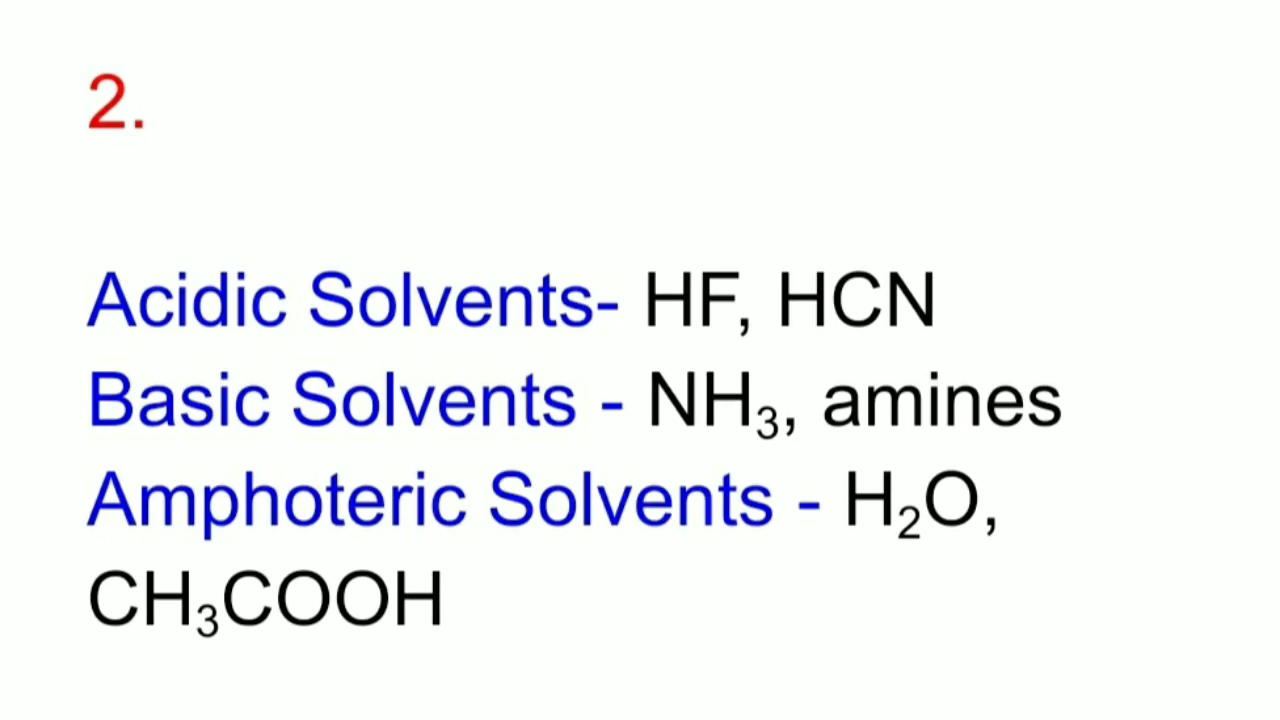 2.
Acidic Solvents- HF, HCN
Basic Solvents - NH₃, amines
Amphoteric Solvents - H₂O,
CH₃COOH